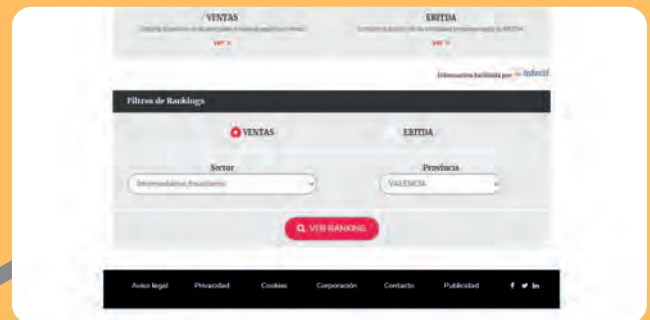 VENTAS EBITDA
ver > ver >
Información facilitada por infocif
Filtros de Rankings
VENTAS EBITDA
Sector Provincia
Intermediarios financieros VALENCIA
VER RANKING
Aviso legal Privacidad Cookies Corporación Contacto Publicidad